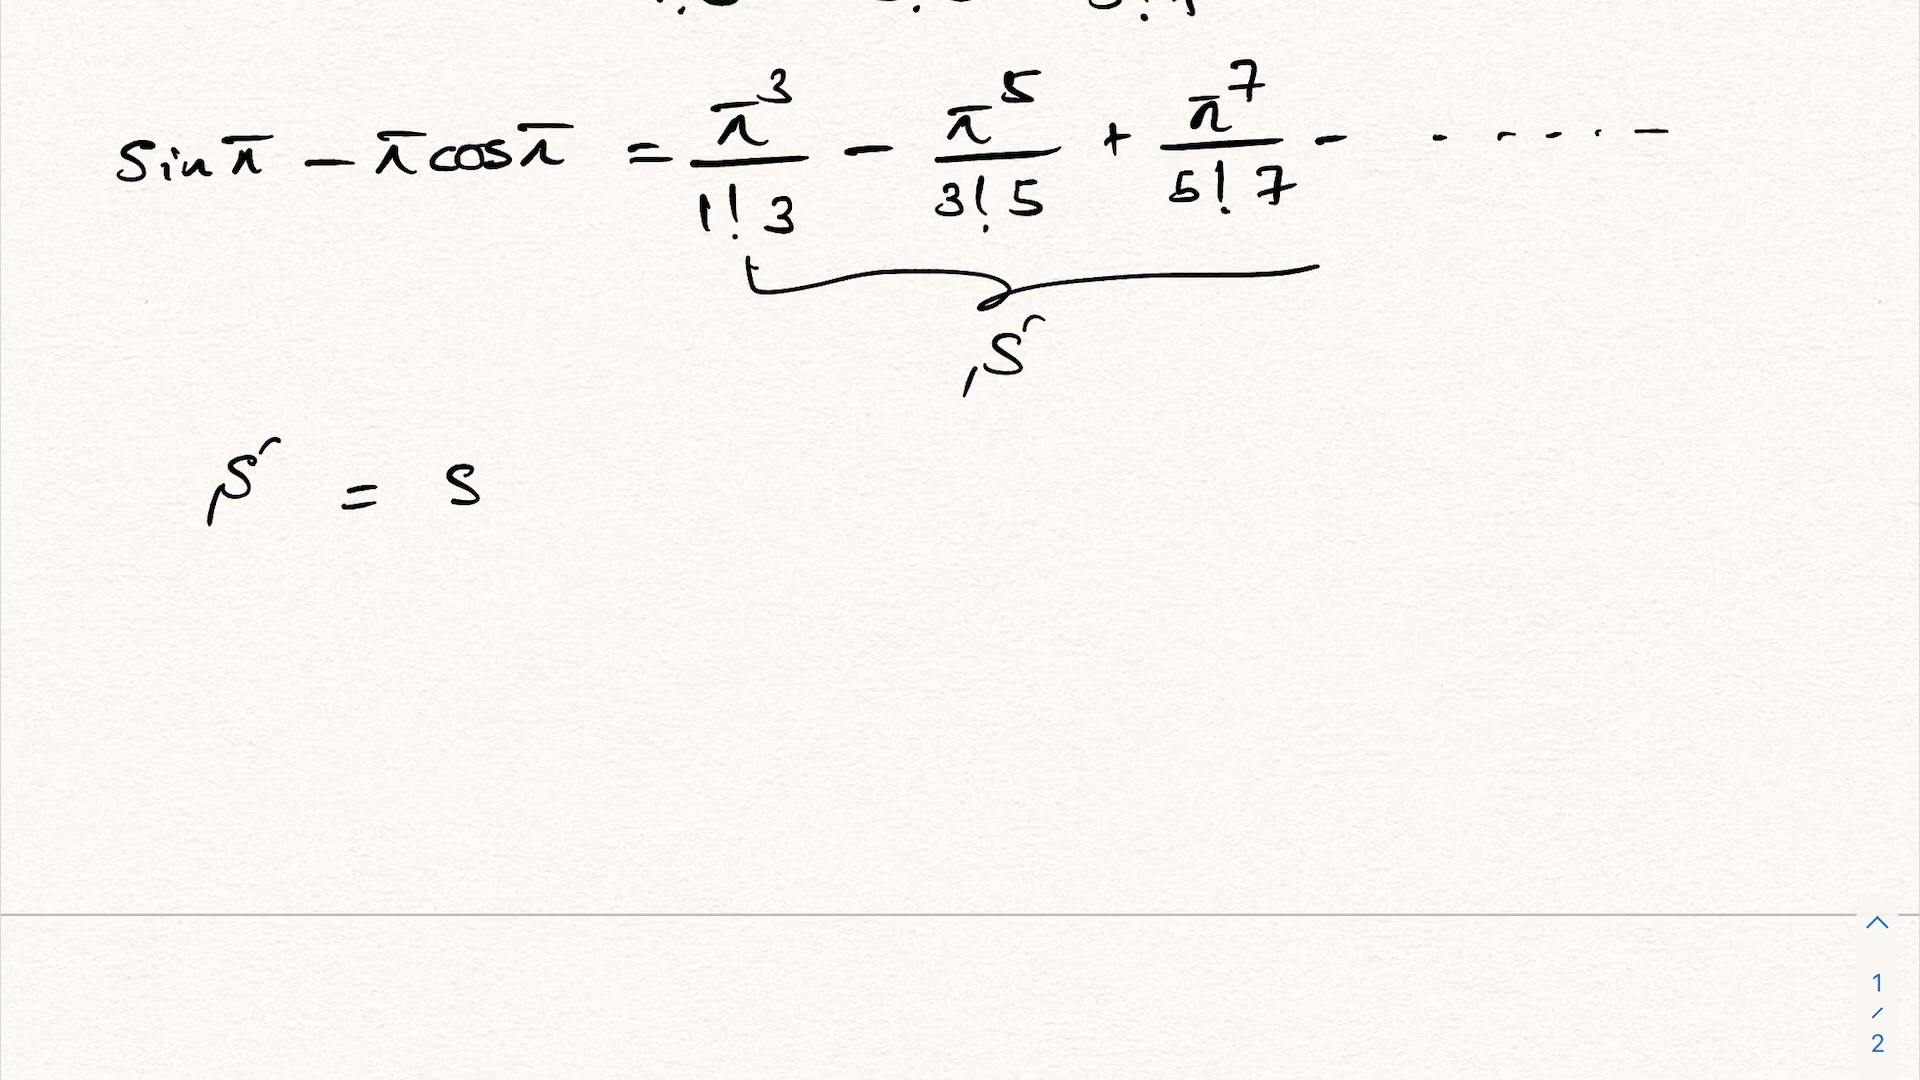 Sin π − π cos π = π³/1! 3 − π⁵/3! 5 + π⁷/5! 7 − · - - - · −
S
S = S
1
/
2